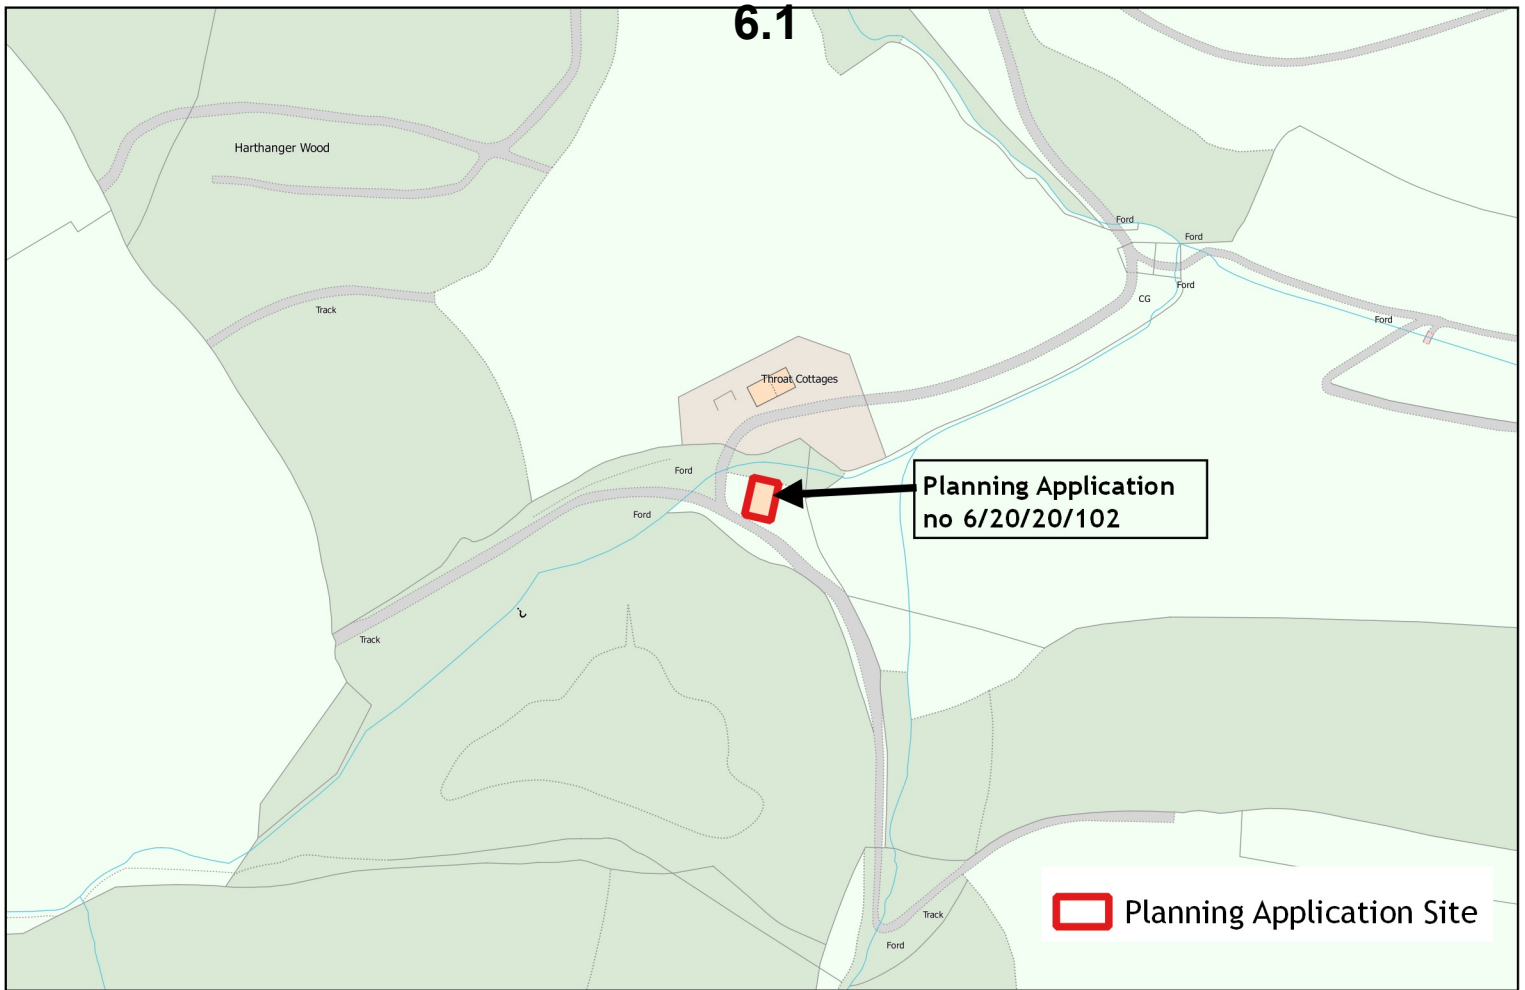 6.1
Harthanger Wood
Ford
Ford
Ford
CG
Track
Ford
Throat Cottages
Ford
Planning Application
no 6/20/20/102
Ford
Track
Planning Application Site
Track
Ford